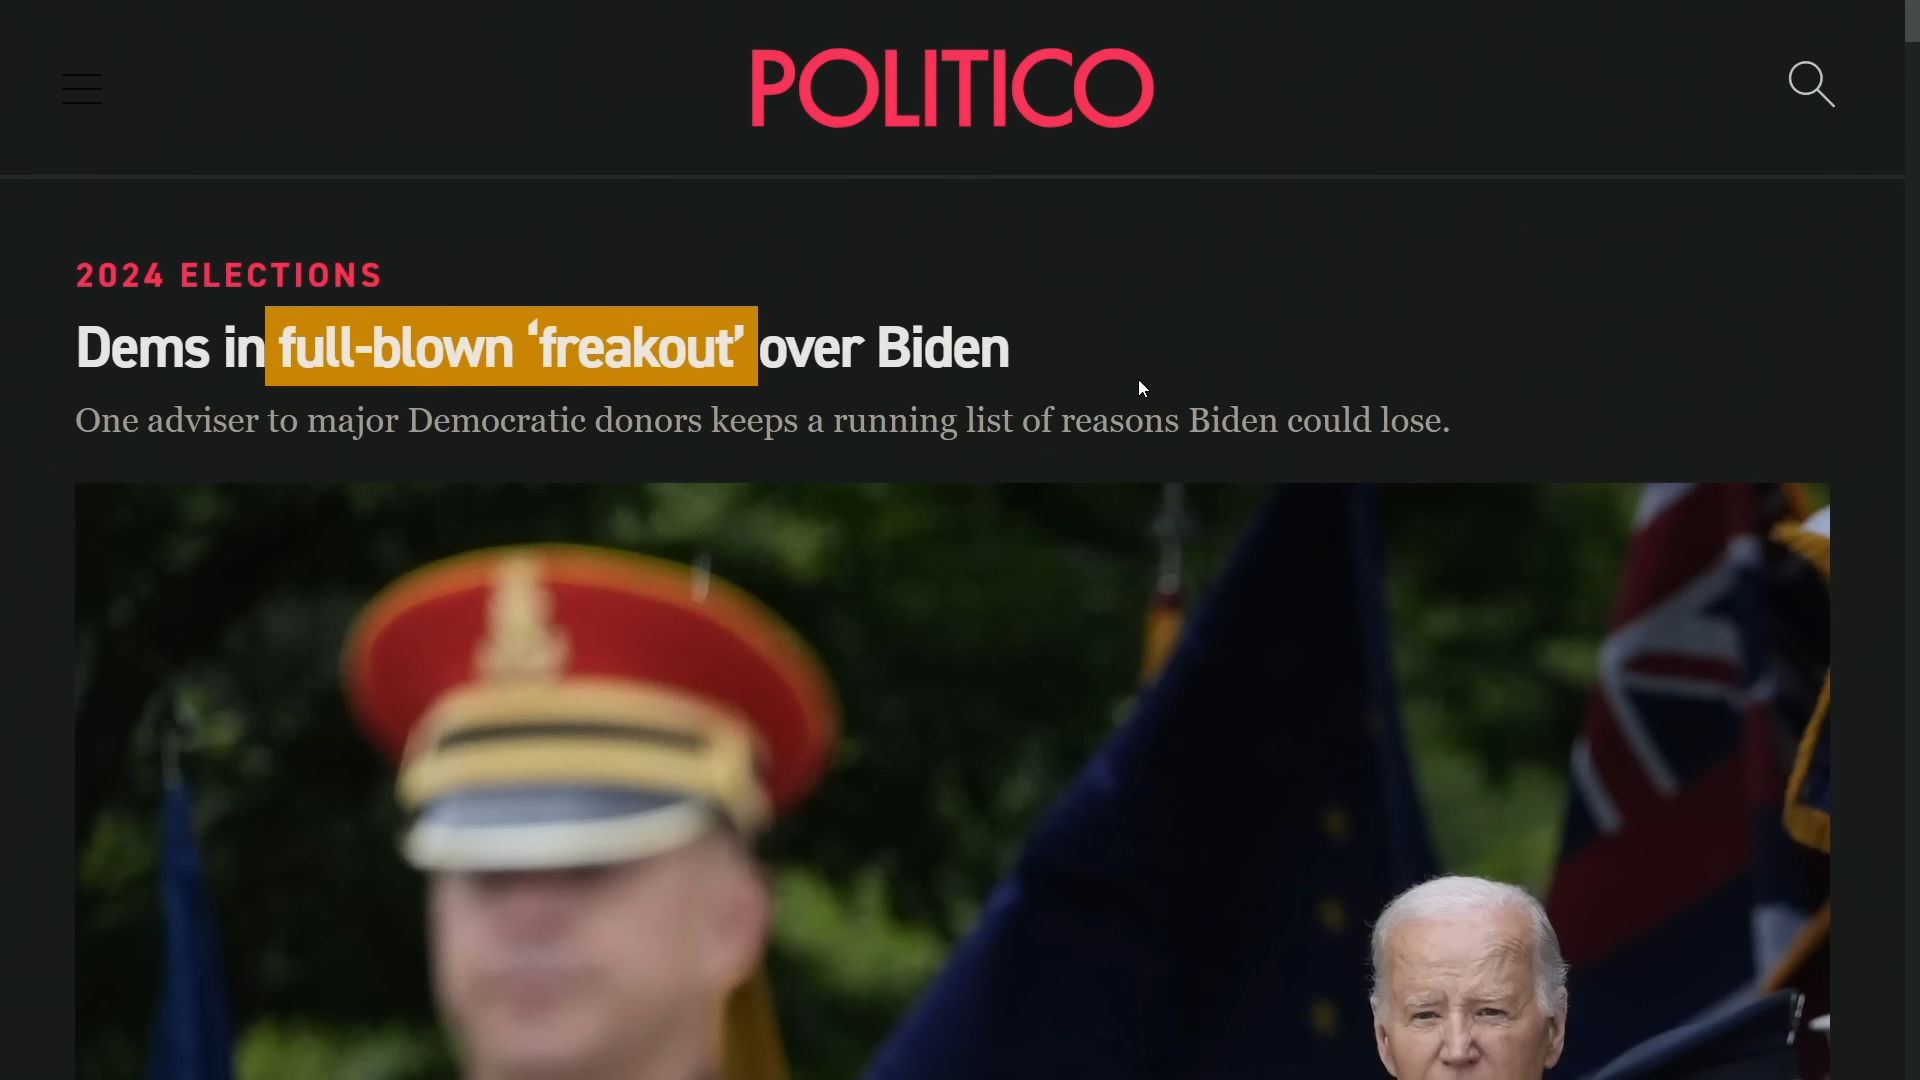 POLITICO
2024 ELECTIONS
Dems in full-blown ‘freakout’ over Biden
One adviser to major Democratic donors keeps a running list of reasons Biden could lose.